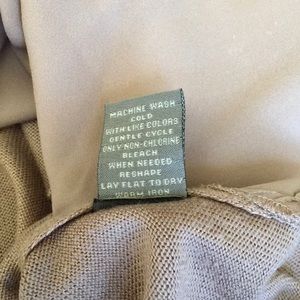 MACHINE WASH
COLD
WITH LIKE COLORS
GENTLE CYCLE
ONLY NON-CHLORINE
BLEACH
WHEN NEEDED
RESHAPE
LAY FLAT TO DRY
WARM IRON